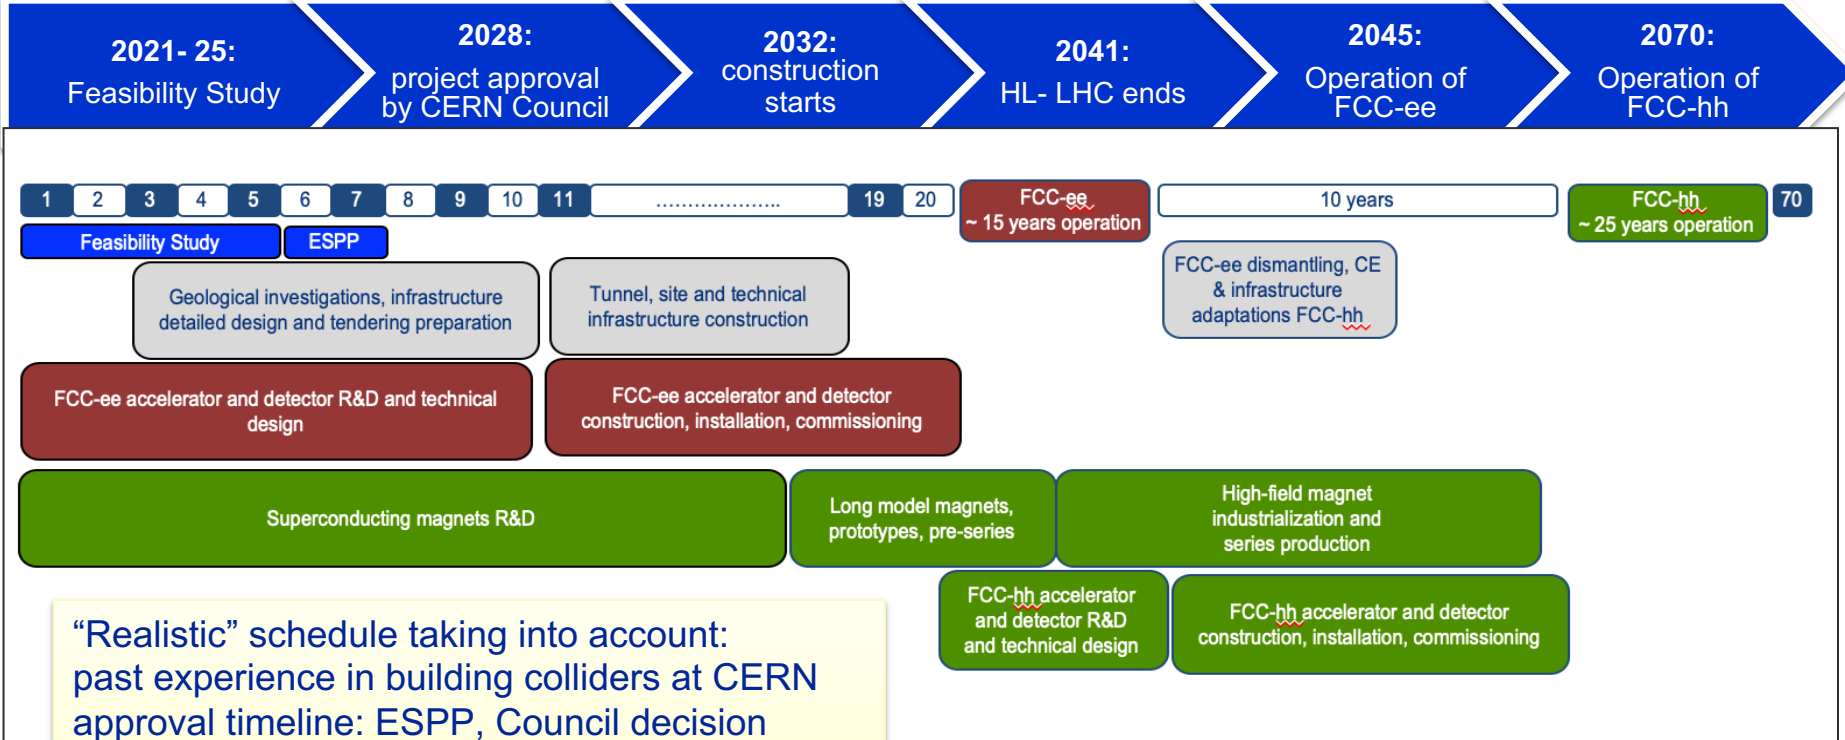 2021- 25:
Feasibility Study
2028:
project approval
by CERN Council
2032:
construction
starts
2041:
HL- LHC ends
2045:
Operation of
FCC-ee
2070:
Operation of
FCC-hh
1 2 3 4 5 6 7 8 9 10 11 .................... 19 20
FCC-ee
~ 15 years operation
10 years
FCC-hh
~ 25 years operation
70
Feasibility Study
ESPP
Geological investigations, infrastructure
detailed design and tendering preparation
Tunnel, site and technical
infrastructure construction
FCC-ee dismantling, CE
& infrastructure
adaptations FCC-hh
FCC-ee accelerator and detector R&D and technical
design
FCC-ee accelerator and detector
construction, installation, commissioning
Superconducting magnets R&D
Long model magnets,
prototypes, pre-series
High-field magnet
industrialization and
series production
FCC-hh accelerator
and detector R&D
and technical design
FCC-hh accelerator and detector
construction, installation, commissioning
“Realistic” schedule taking into account:
past experience in building colliders at CERN
approval timeline: ESPP, Council decision